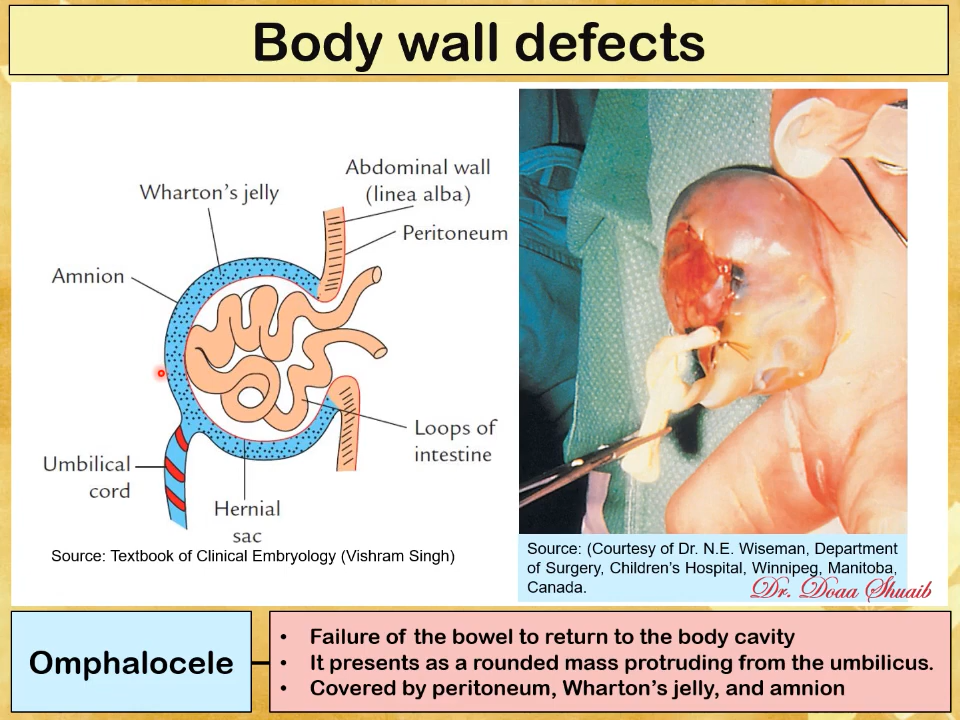 Body wall defects
Abdominal wall
(linea alba)
Wharton's jelly
Peritoneum
Amnion
Loops of
intestine
Umbilical
cord
Hernial
sac
Source: Textbook of Clinical Embryology (Vishram Singh)
Source: (Courtesy of Dr. N.E. Wiseman, Department
of Surgery, Children's Hospital, Winnipeg, Manitoba,
Canada.
Dr. Doaa Shuaib
Omphalocele
• Failure of the bowel to return to the body cavity
• It presents as a rounded mass protruding from the umbilicus.
• Covered by peritoneum, Wharton's jelly, and amnion